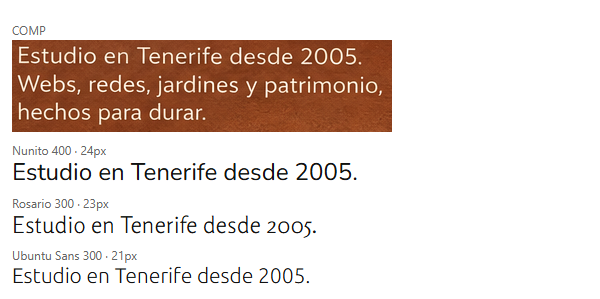 COMP
Estudio en Tenerife desde 2005.
Webs, redes, jardines y patrimonio,
hechos para durar.
Nunito 400 · 24px
Estudio en Tenerife desde 2005.
Rosario 300 · 23px
Estudio en Tenerife desde 2005.
Ubuntu Sans 300 · 21px
Estudio en Tenerife desde 2005.